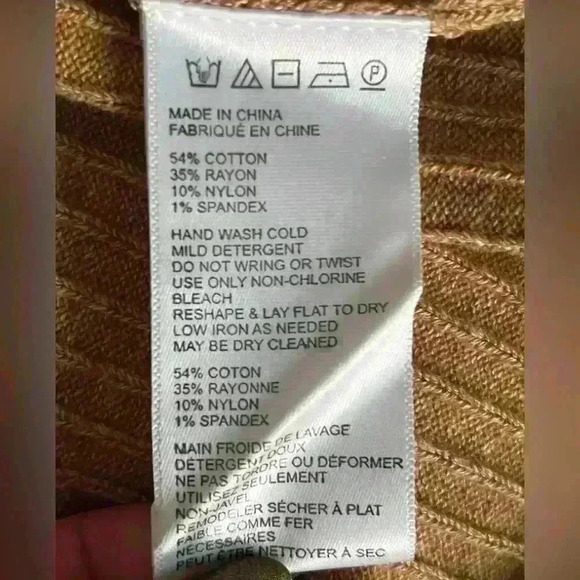 P
MADE IN CHINA
FABRIQUÉ EN CHINE
54% COTTON
35% RAYON
10% NYLON
1% SPANDEX
HAND WASH COLD
MILD DETERGENT
DO NOT WRING OR TWIST
USE ONLY NON-CHLORINE
BLEACH
RESHAPE & LAY FLAT TO DRY
LOW IRON AS NEEDED
MAY BE DRY CLEANED
54% COTON
35% RAYONNE
10% NYLON
1% SPANDEX
MAIN FROIDE DE LAVAGE
DÉTERGENT DOUX
NE PAS TORDRE OU DÉFORMER
UTILISEZ SEULEMENT
NON-JAVEL
REMODELER SÉCHER À PLAT
FAIBLE COMME FER
NÉCESSAIRES
PEUT ÊTRE NETTOYER À SEC